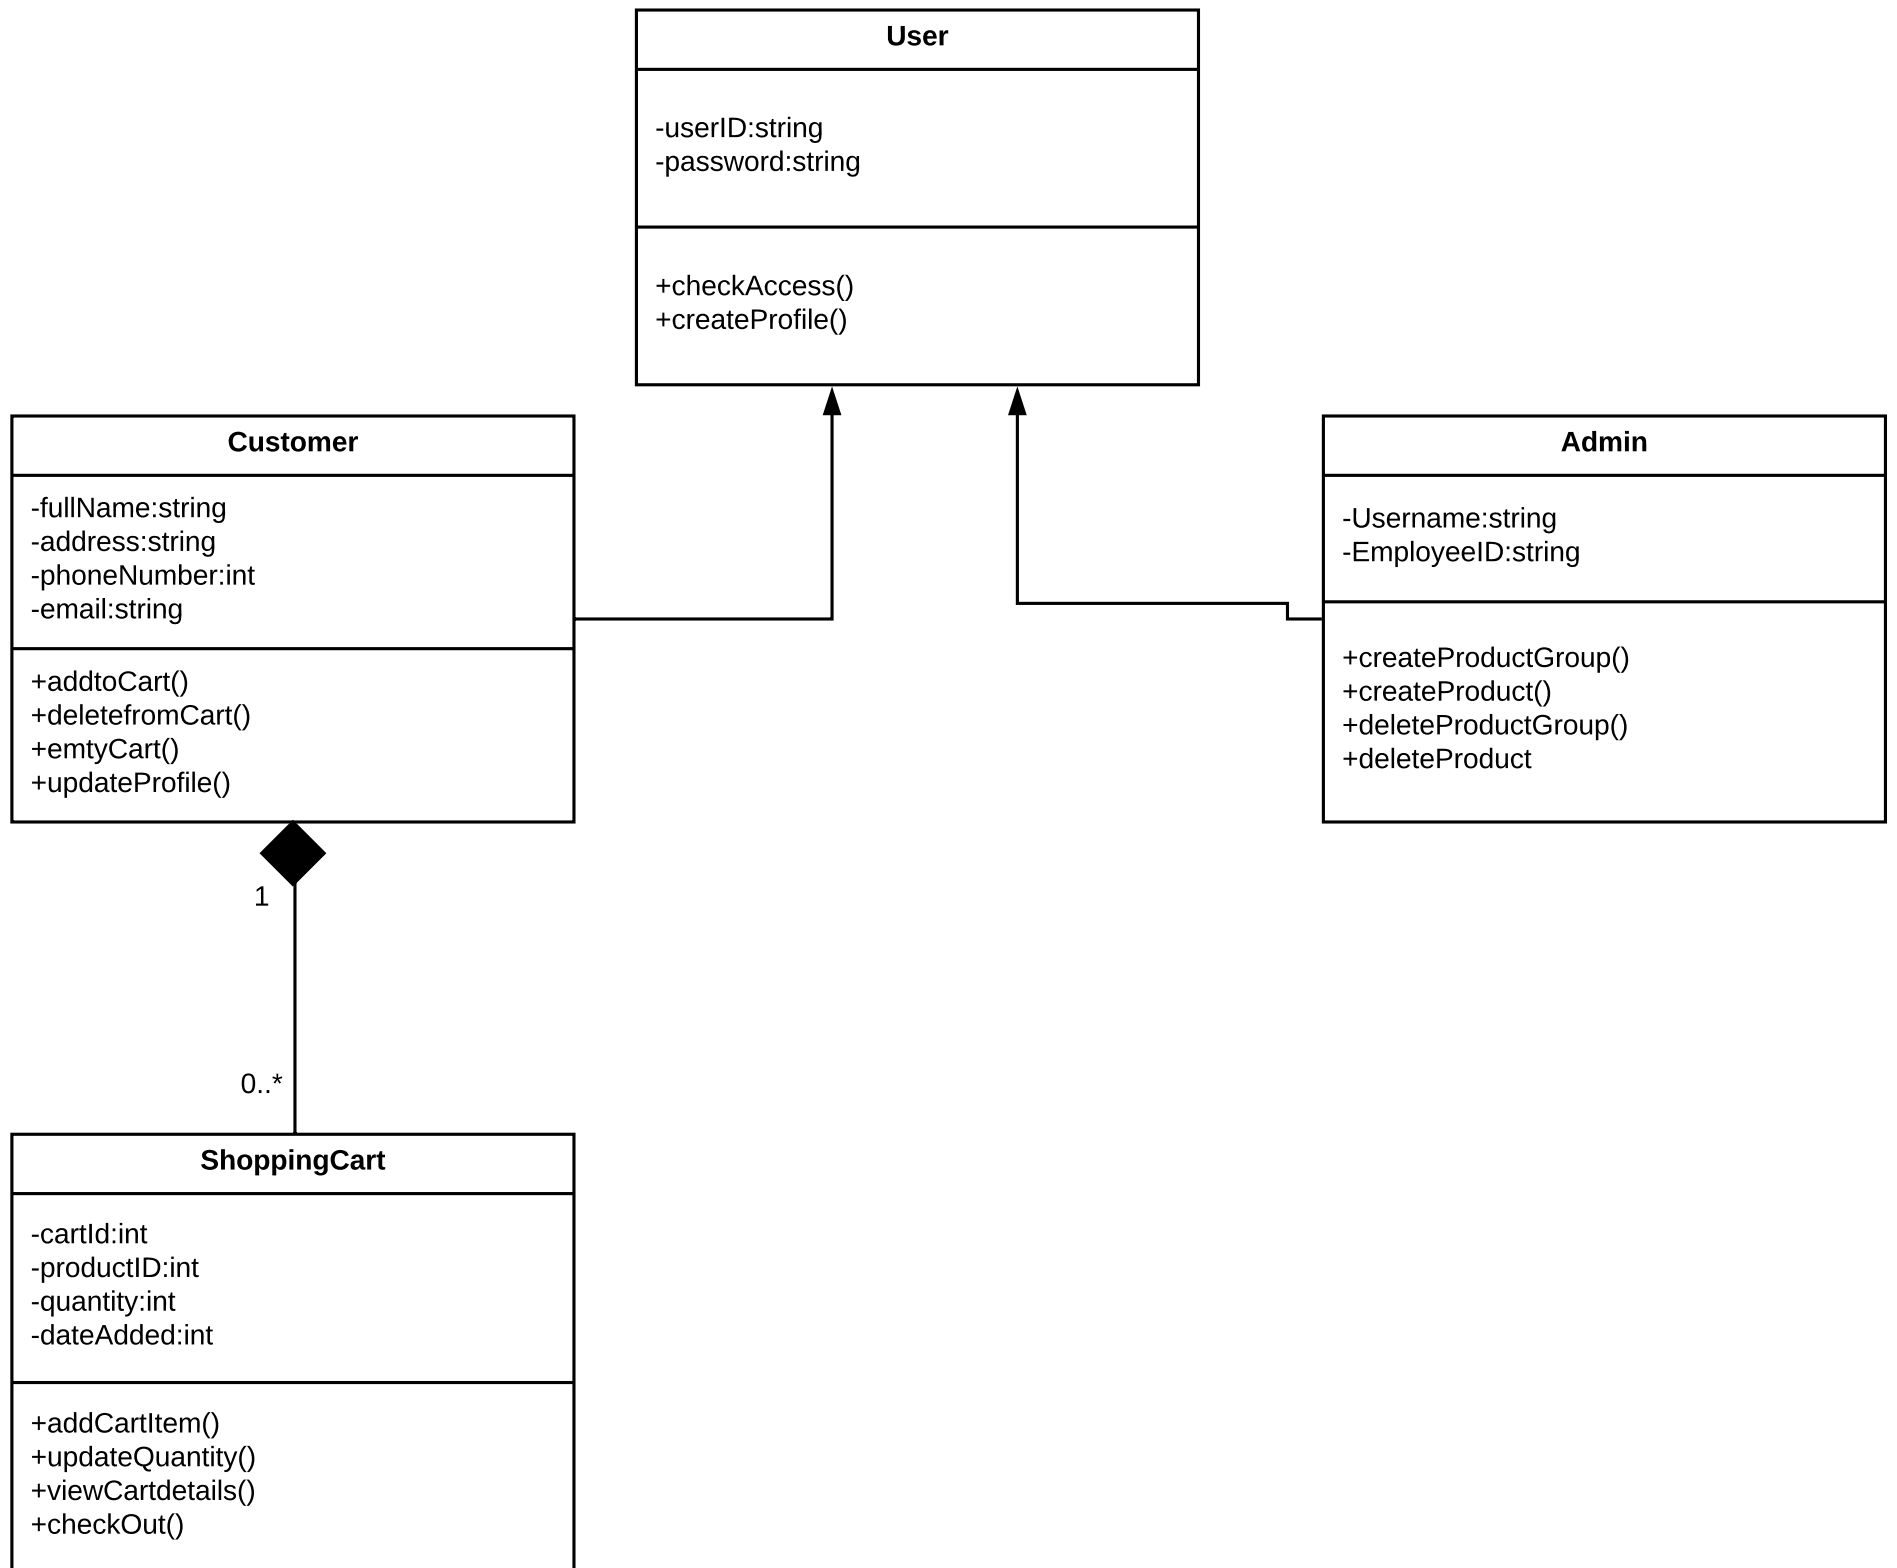 User
-userID:string
-password:string
+checkAccess()
+createProfile()
Customer
-fullName:string
-address:string
-phoneNumber:int
-email:string
+addtoCart()
+deletefromCart()
+emtyCart()
+updateProfile()
Admin
-Username:string
-EmployeeID:string
+createProductGroup()
+createProduct()
+deleteProductGroup()
+deleteProduct
1
0..*
ShoppingCart
-cartId:int
-productID:int
-quantity:int
-dateAdded:int
+addCartItem()
+updateQuantity()
+viewCartdetails()
+checkOut()